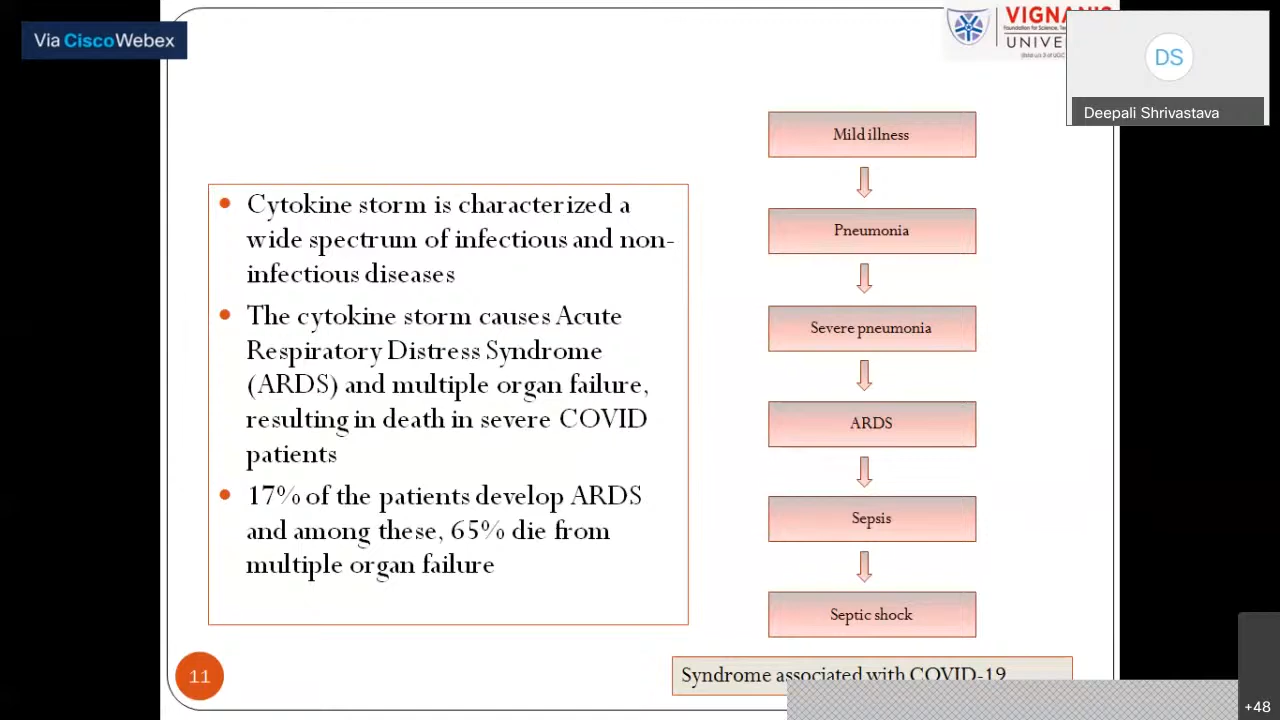 Via CiscoWebex
UNIVER
DS
Deepali Shrivastava
Mild illness
Pneumonia
Severe pneumonia
ARDS
Sepsis
Septic shock
Syndrome associated with COVID-19
• Cytokine storm is characterized a
wide spectrum of infectious and non-
infectious diseases
• The cytokine storm causes Acute
Respiratory Distress Syndrome
(ARDS) and multiple organ failure,
resulting in death in severe COVID
patients
• 17% of the patients develop ARDS
and among these, 65% die from
multiple organ failure
11
+48